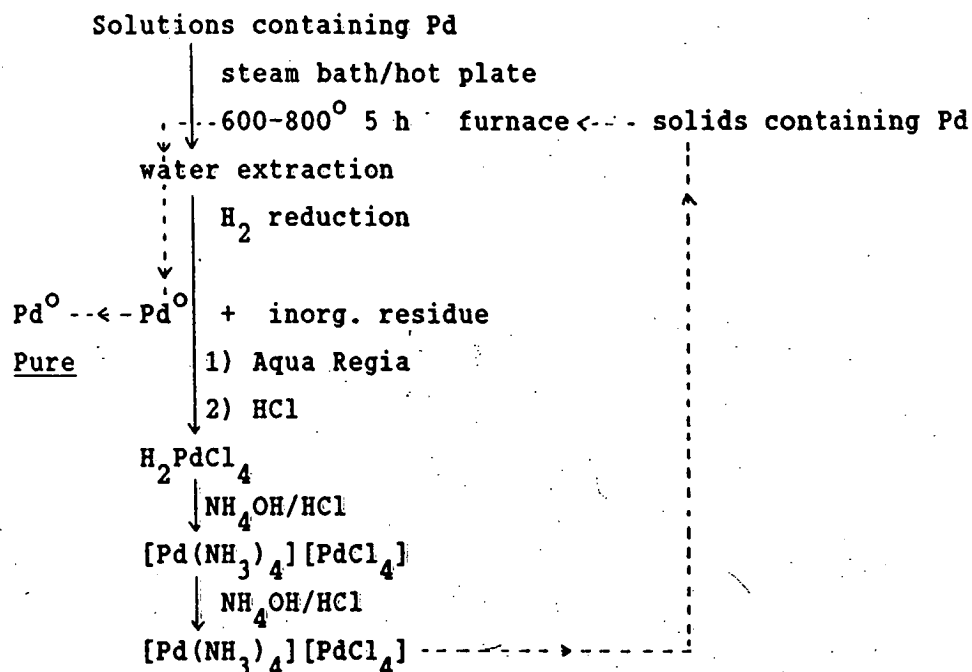 Solutions containing Pd
steam bath/hot plate
600-800° 5 h furnace<--- solids containing Pd
water extraction
H₂ reduction
Pd° --<- Pd° + inorg. residue
Pure 1) Aqua Regia
2) HCl
H₂PdCl₄
NH₄OH/HCl
[Pd(NH₃)₄][PdCl₄]
NH₄OH/HCl
[Pd(NH₃)₄][PdCl₄]